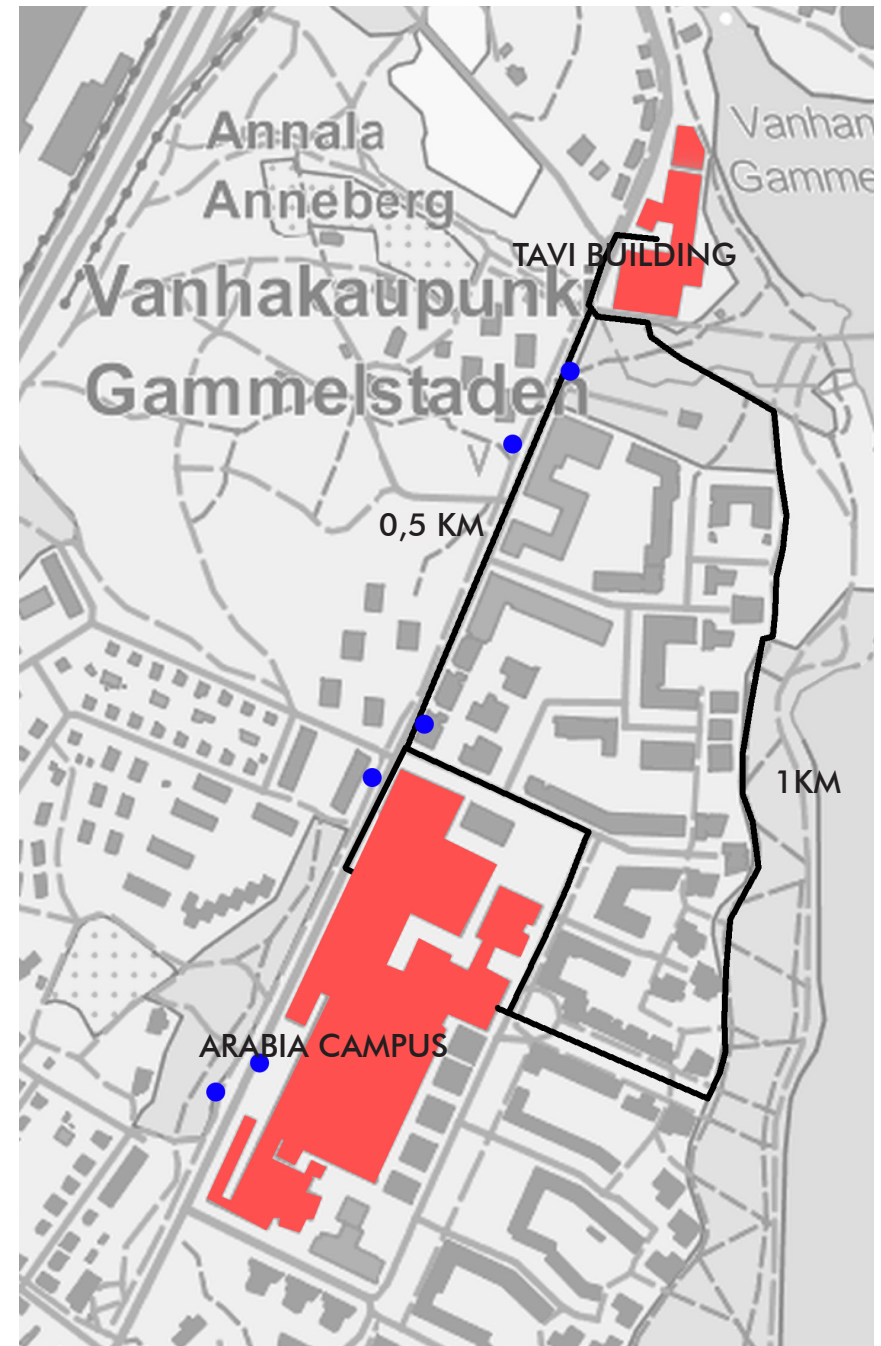 Annala
Anneberg
Vanhan
Gamme
TAVI BUILDING
Vanhakaupunki
Gammelstaden
V
0,5 KM
1KM
ARABIA CAMPUS